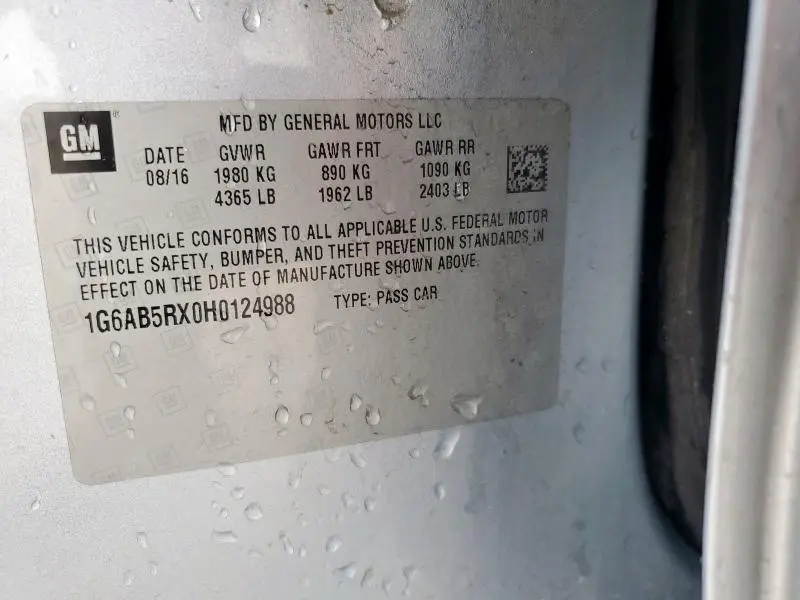 GM ®
MFD BY GENERAL MOTORS LLC
DATE GVWR GAWR FRT GAWR RR
08/16 1980 KG 890 KG 1090 KG
4365 LB 1962 LB 2403 LB
THIS VEHICLE CONFORMS TO ALL APPLICABLE U.S. FEDERAL MOTOR
VEHICLE SAFETY, BUMPER, AND THEFT PREVENTION STANDARDS IN
EFFECT ON THE DATE OF MANUFACTURE SHOWN ABOVE.
1G6AB5RX0H0124988 TYPE: PASS CAR